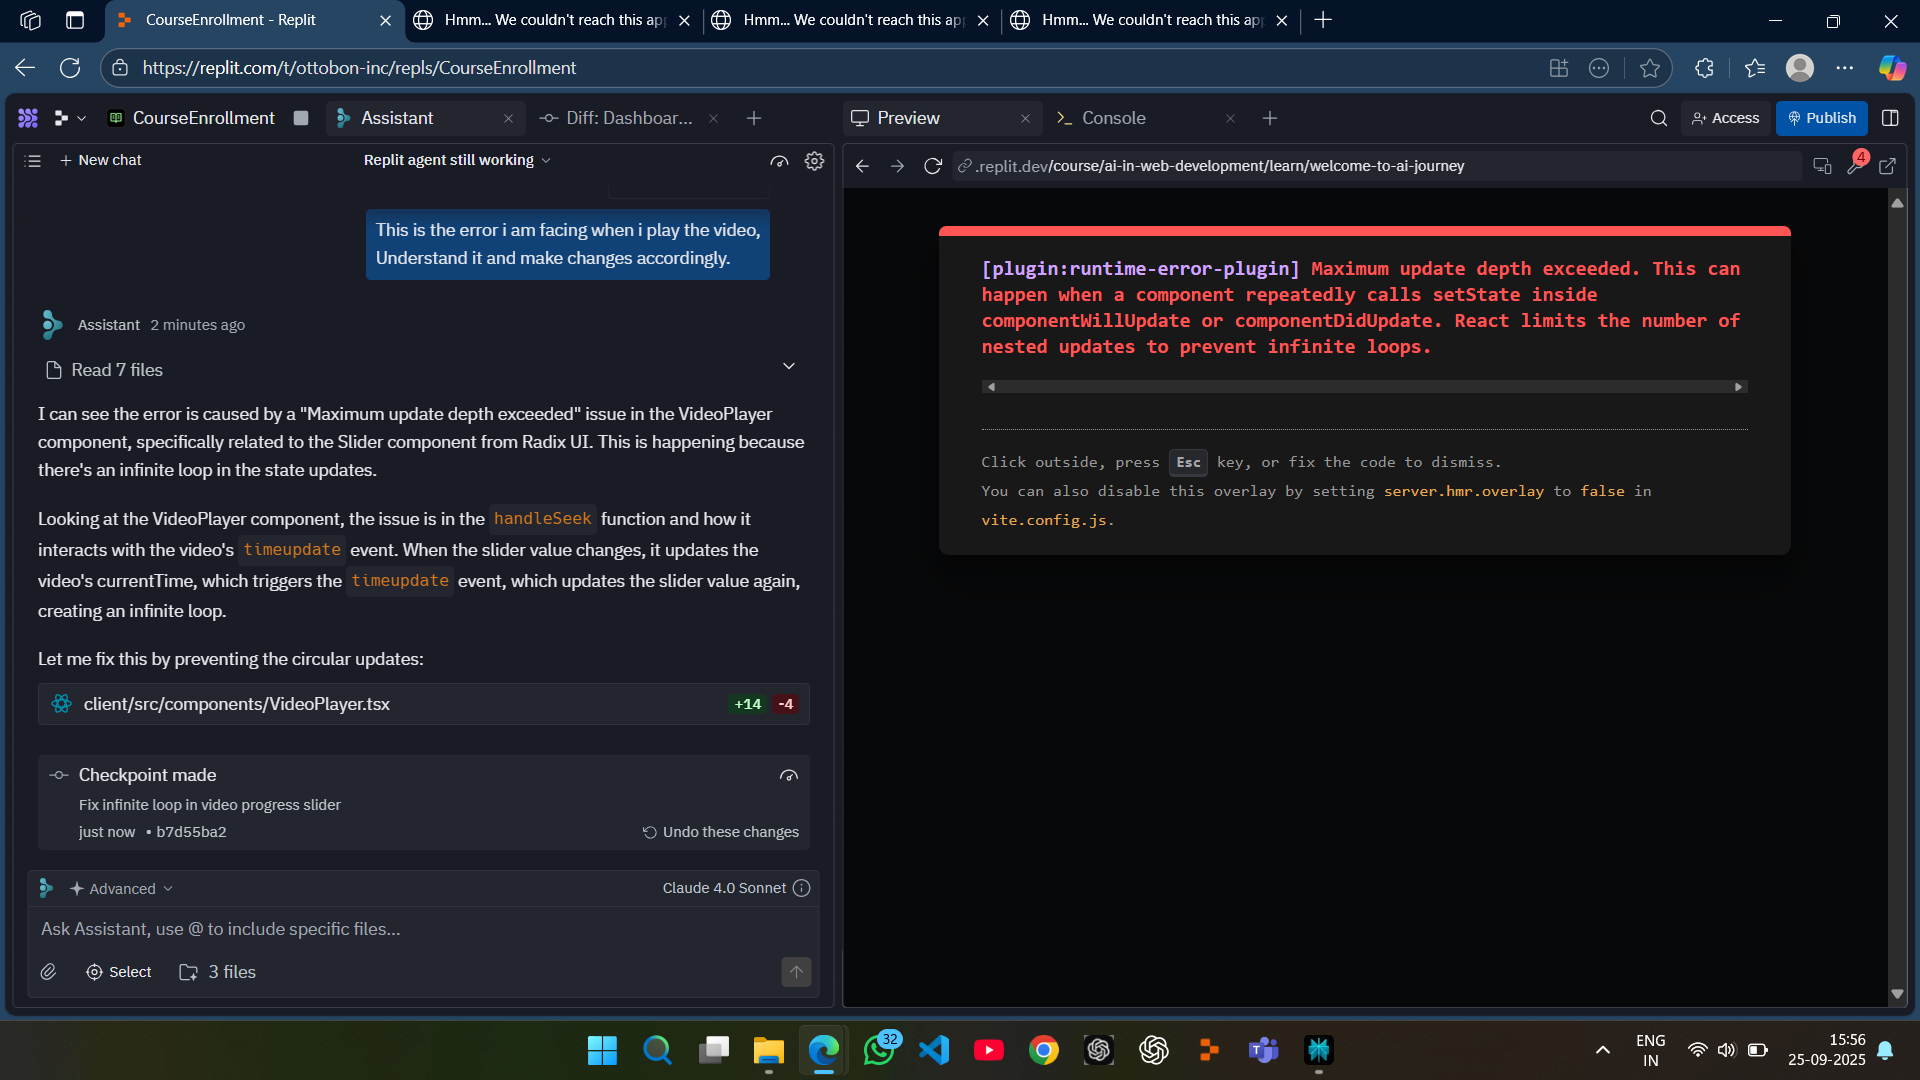 CourseEnrollment - Replit
Hmm... We couldn't reach this app
Hmm... We couldn't reach this app
Hmm... We couldn't reach this app
https://replit.com/t/ottobon-inc/repls/CourseEnrollment
CourseEnrollment
Assistant
Diff: Dashboar...
Preview
Console
Access
Publish
New chat
Replit agent still working
.replit.dev/course/ai-in-web-development/learn/welcome-to-ai-journey
4
This is the error i am facing when i play the video,
Understand it and make changes accordingly.
Assistant 2 minutes ago
Read 7 files
I can see the error is caused by a "Maximum update depth exceeded" issue in the VideoPlayer
component, specifically related to the Slider component from Radix UI. This is happening because
there's an infinite loop in the state updates.
Looking at the VideoPlayer component, the issue is in the handleSeek function and how it
interacts with the video's timeupdate event. When the slider value changes, it updates the
video's currentTime, which triggers the timeupdate event, which updates the slider value again,
creating an infinite loop.
Let me fix this by preventing the circular updates:
client/src/components/VideoPlayer.tsx +14 -4
Checkpoint made
Fix infinite loop in video progress slider
just now • b7d55ba2
Undo these changes
Advanced
Claude 4.0 Sonnet
Ask Assistant, use @ to include specific files...
Select
3 files
[plugin:runtime-error-plugin] Maximum update depth exceeded. This can
happen when a component repeatedly calls setState inside
componentWillUpdate or componentDidUpdate. React limits the number of
nested updates to prevent infinite loops.
Click outside, press Esc key, or fix the code to dismiss.
You can also disable this overlay by setting server.hmr.overlay to false in
vite.config.js.
32
ENG
IN
15:56
25-09-2025